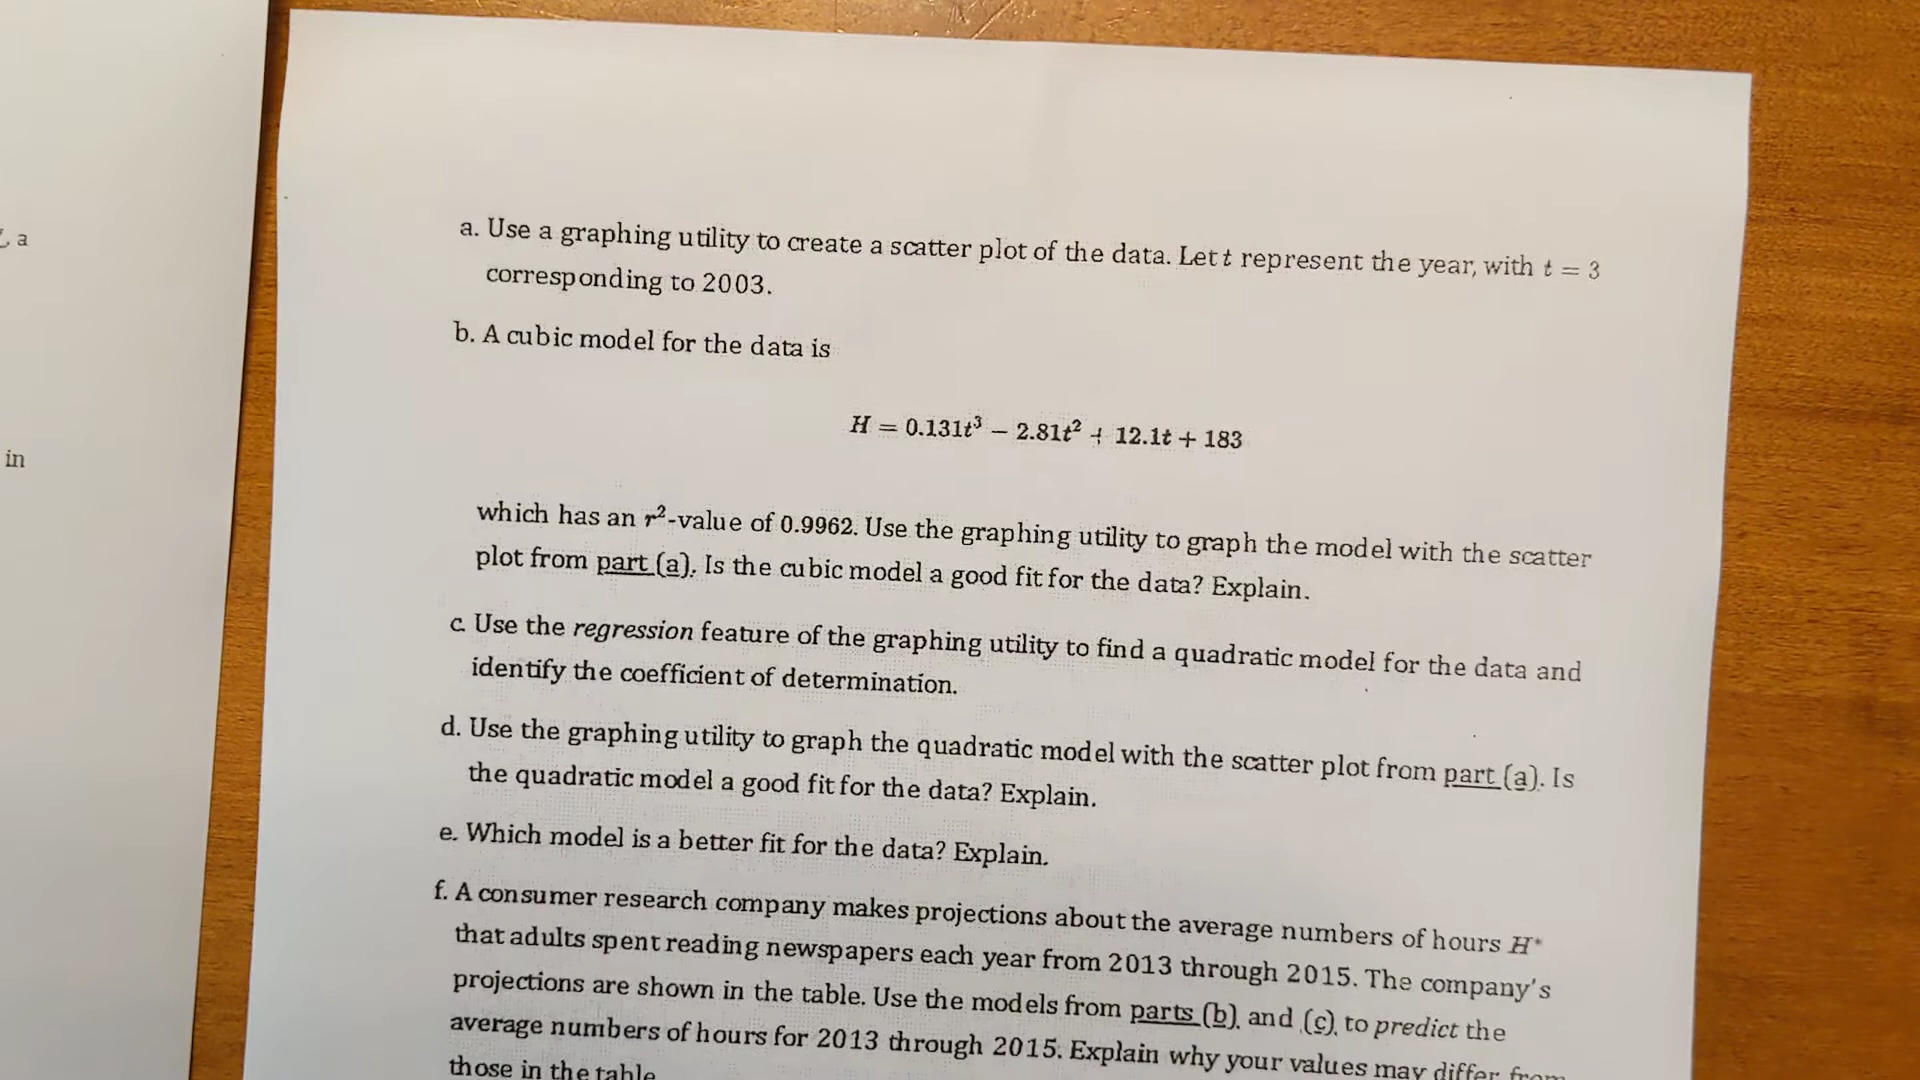 a
in
a. Use a graphing utility to create a scatter plot of the data. Let t represent the year, with t = 3
corresponding to 2003.
b. A cubic model for the data is
H = 0.131t³ − 2.81t² + 12.1t + 183
which has an r²-value of 0.9962. Use the graphing utility to graph the model with the scatter
plot from part (a). Is the cubic model a good fit for the data? Explain.
c. Use the regression feature of the graphing utility to find a quadratic model for the data and
identify the coefficient of determination.
d. Use the graphing utility to graph the quadratic model with the scatter plot from part (a). Is
the quadratic model a good fit for the data? Explain.
e. Which model is a better fit for the data? Explain.
f. A consumer research company makes projections about the average numbers of hours H*
that adults spent reading newspapers each year from 2013 through 2015. The company's
projections are shown in the table. Use the models from parts (b) and (c) to predict the
average numbers of hours for 2013 through 2015. Explain why your values may differ from
those in the table